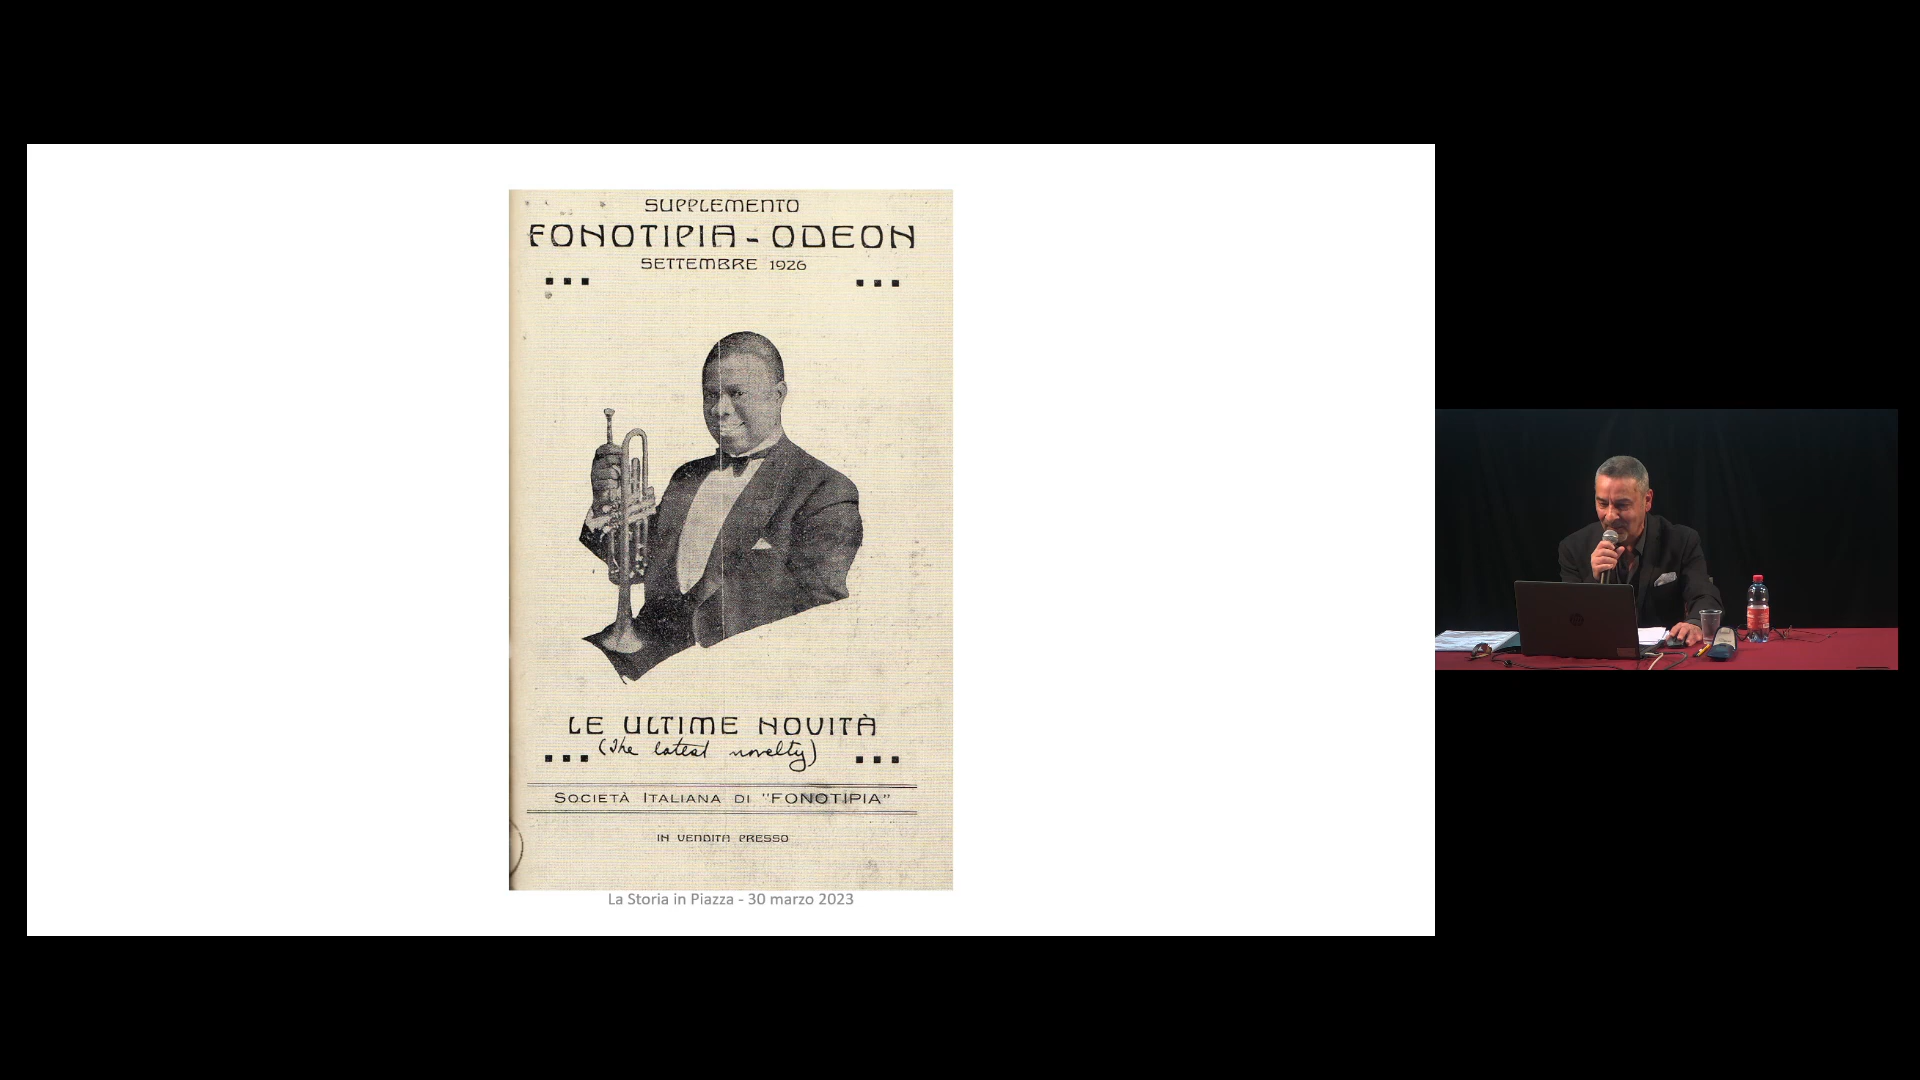 SUPPLEMENTO
FONOTIPIA - ODEON
SETTEMBRE 1926
LE ULTIME NOVITÀ
(The latest novelty)
SOCIETÀ ITALIANA DI "FONOTIPIA"
IN VENDITA PRESSO
La Storia in Piazza - 30 marzo 2023